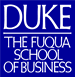 DUKE
THE FUQUA
SCHOOL
OF BUSINESS